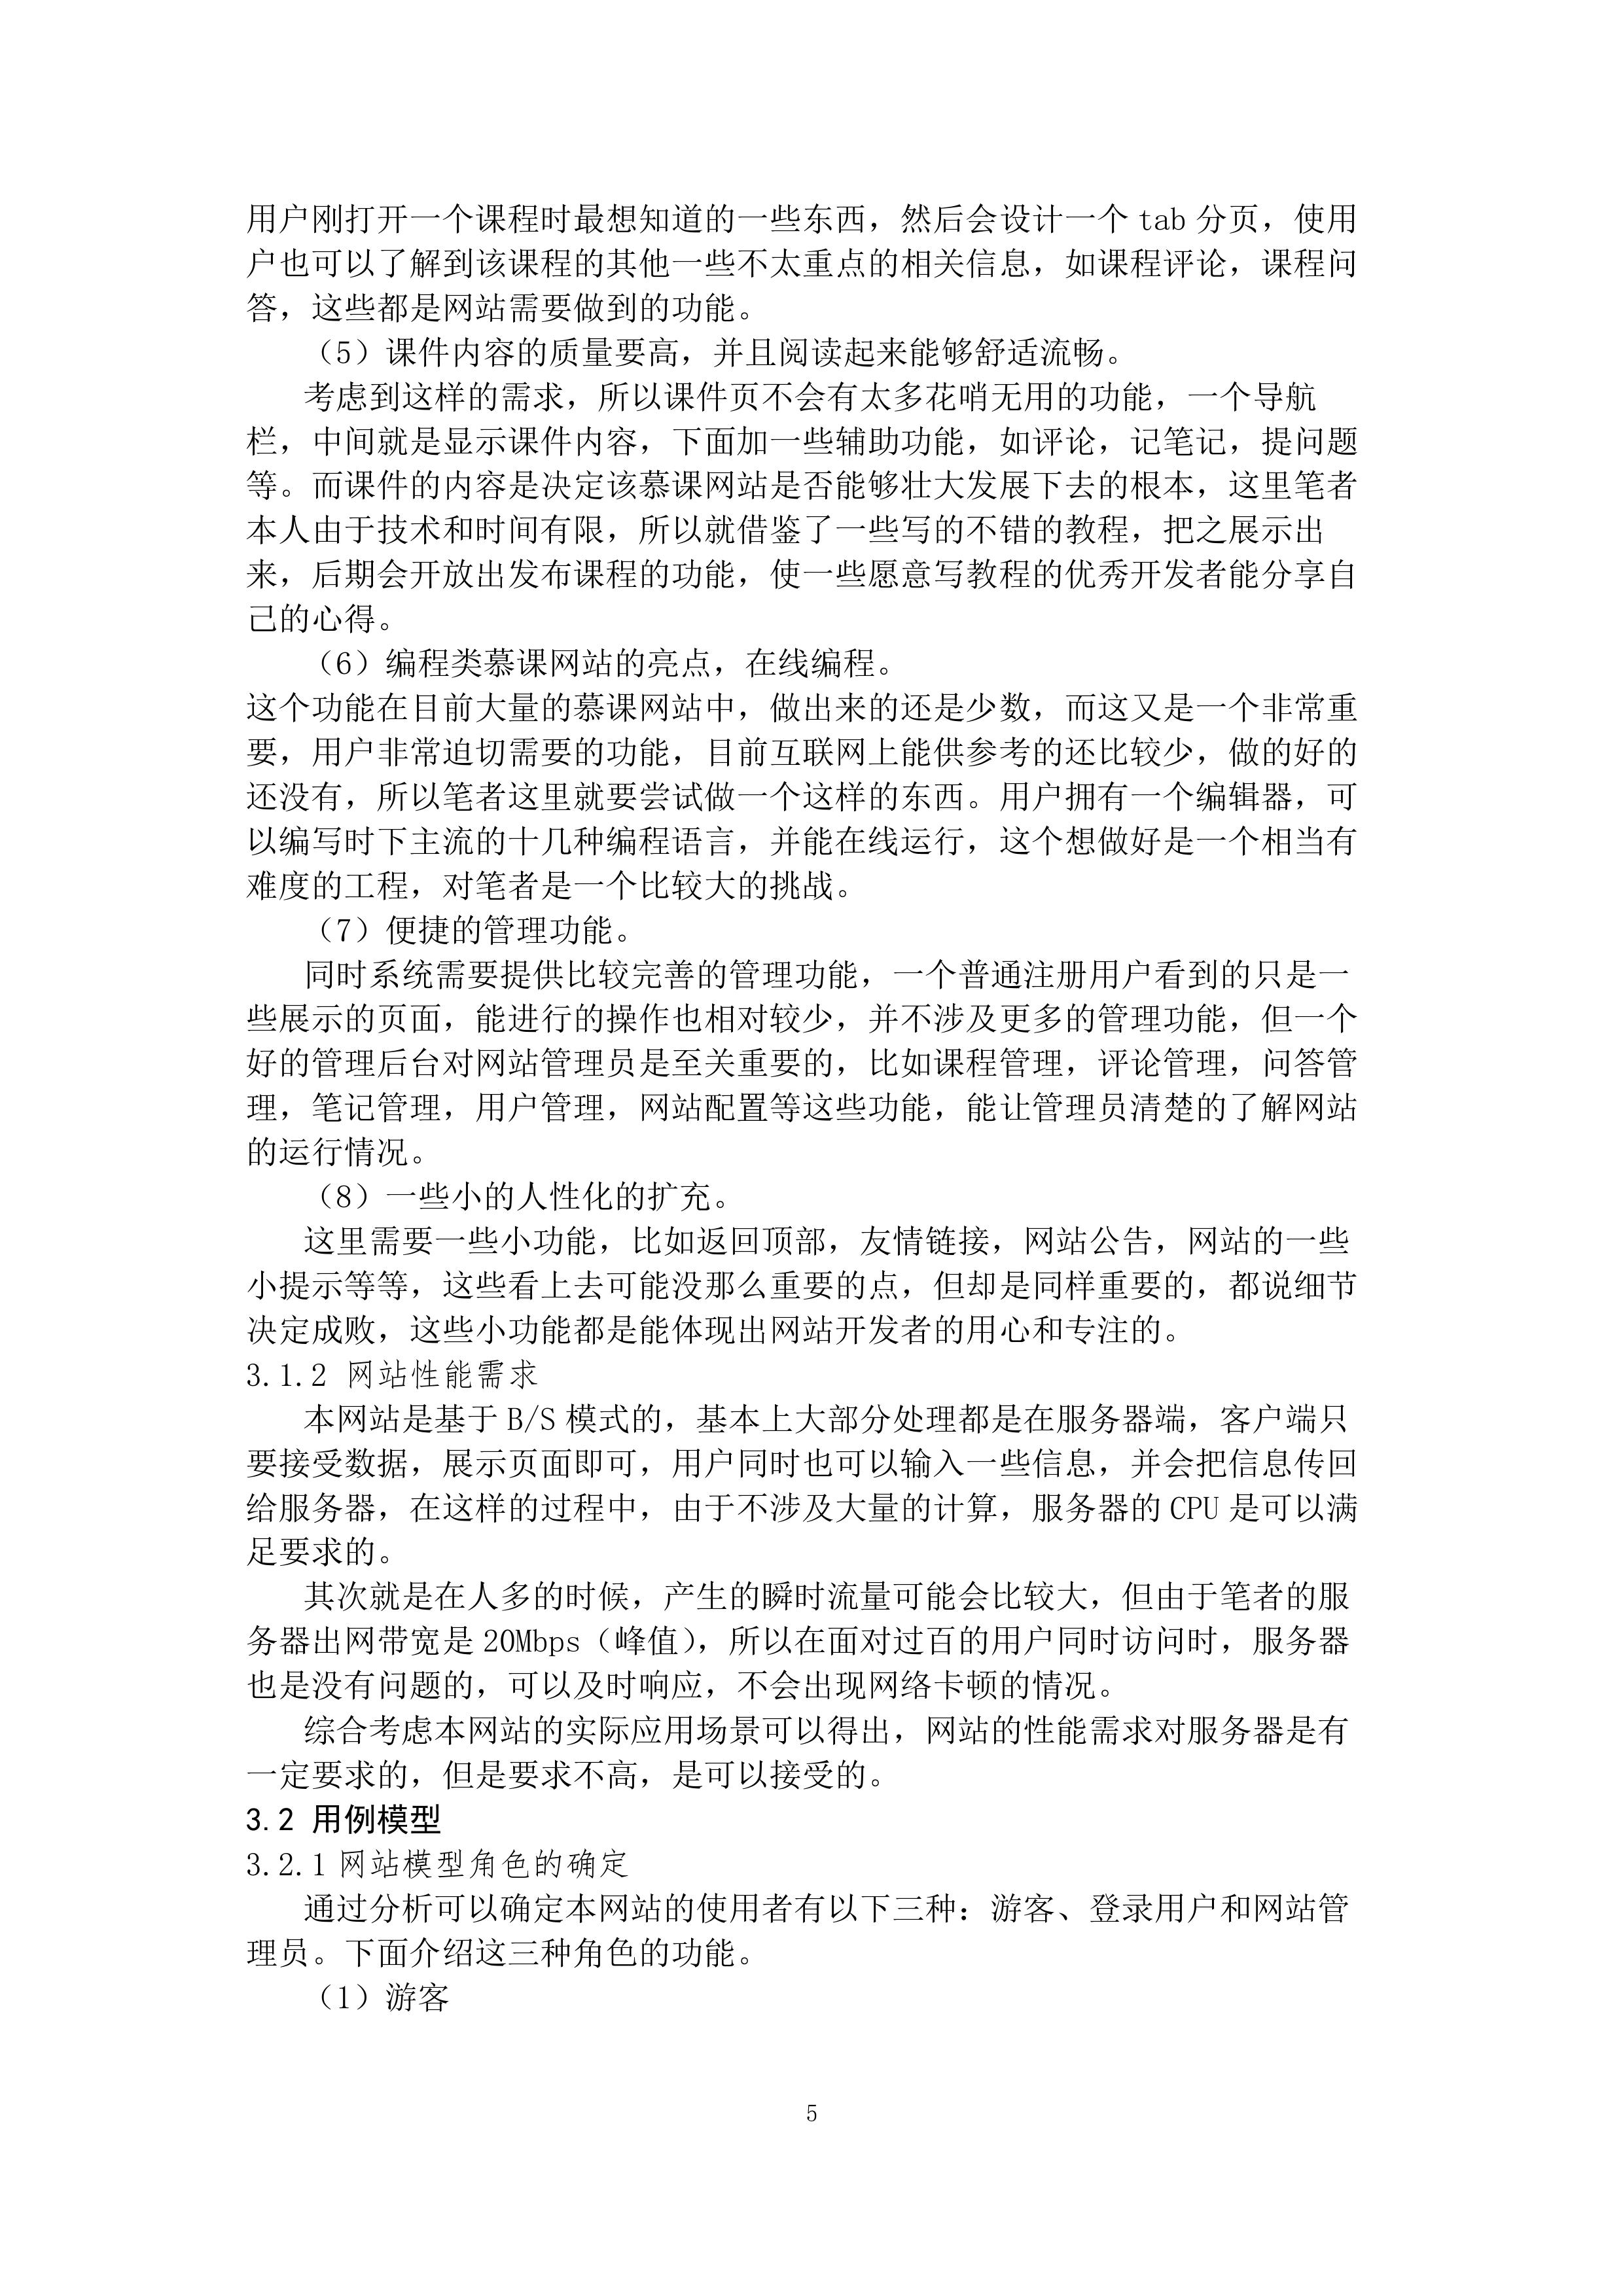 用户刚打开一个课程时最想知道的一些东西，然后会设计一个 tab 分页，使用
户也可以了解到该课程的其他一些不太重点的相关信息，如课程评论，课程问
答，这些都是网站需要做到的功能。
（5）课件内容的质量要高，并且阅读起来能够舒适流畅。
考虑到这样的需求，所以课件页不会有太多花哨无用的功能，一个导航
栏，中间就是显示课件内容，下面加一些辅助功能，如评论，记笔记，提问题
等。而课件的内容是决定该慕课网站是否能够壮大发展下去的根本，这里笔者
本人由于技术和时间有限，所以就借鉴了一些写的不错的教程，把之展示出
来，后期会开放出发布课程的功能，使一些愿意写教程的优秀开发者能分享自
己的心得。
（6）编程类慕课网站的亮点，在线编程。
这个功能在目前大量的慕课网站中，做出来的还是少数，而这又是一个非常重
要，用户非常迫切需要的功能，目前互联网上能供参考的还比较少，做的好的
还没有，所以笔者这里就要尝试做一个这样的东西。用户拥有一个编辑器，可
以编写时下主流的十几种编程语言，并能在线运行，这个想做好是一个相当有
难度的工程，对笔者是一个比较大的挑战。
（7）便捷的管理功能。
同时系统需要提供比较完善的管理功能，一个普通注册用户看到的只是一
些展示的页面，能进行的操作也相对较少，并不涉及更多的管理功能，但一个
好的管理后台对网站管理员是至关重要的，比如课程管理，评论管理，问答管
理，笔记管理，用户管理，网站配置等这些功能，能让管理员清楚的了解网站
的运行情况。
（8）一些小的人性化的扩充。
这里需要一些小功能，比如返回顶部，友情链接，网站公告，网站的一些
小提示等等，这些看上去可能没那么重要的点，但却是同样重要的，都说细节
决定成败，这些小功能都是能体现出网站开发者的用心和专注的。
3.1.2 网站性能需求
本网站是基于 B/S 模式的，基本上大部分处理都是在服务器端，客户端只
要接受数据，展示页面即可，用户同时也可以输入一些信息，并会把信息传回
给服务器，在这样的过程中，由于不涉及大量的计算，服务器的 CPU 是可以满
足要求的。
其次就是在人多的时候，产生的瞬时流量可能会比较大，但由于笔者的服
务器出网带宽是 20Mbps（峰值），所以在面对过百的用户同时访问时，服务器
也是没有问题的，可以及时响应，不会出现网络卡顿的情况。
综合考虑本网站的实际应用场景可以得出，网站的性能需求对服务器是有
一定要求的，但是要求不高，是可以接受的。
3.2 用例模型
3.2.1 网站模型角色的确定
通过分析可以确定本网站的使用者有以下三种：游客、登录用户和网站管
理员。下面介绍这三种角色的功能。
（1）游客
5